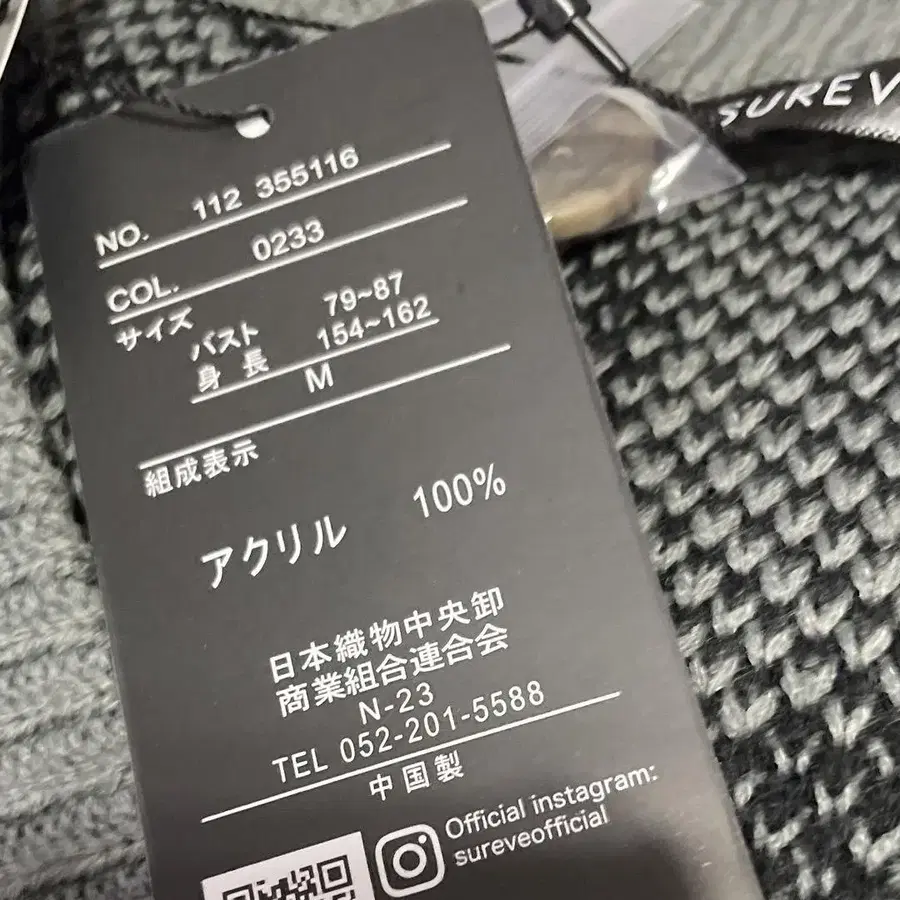 NO. 112 355116
COL. 0233
サイズ
バスト 79~87
身長 154~162
M
組成表示
アクリル 100%
日本織物中央卸
商業組合連合会
N-23
TEL 052-201-5588
中国製
Official instagram:
sureveofficial
SUREV